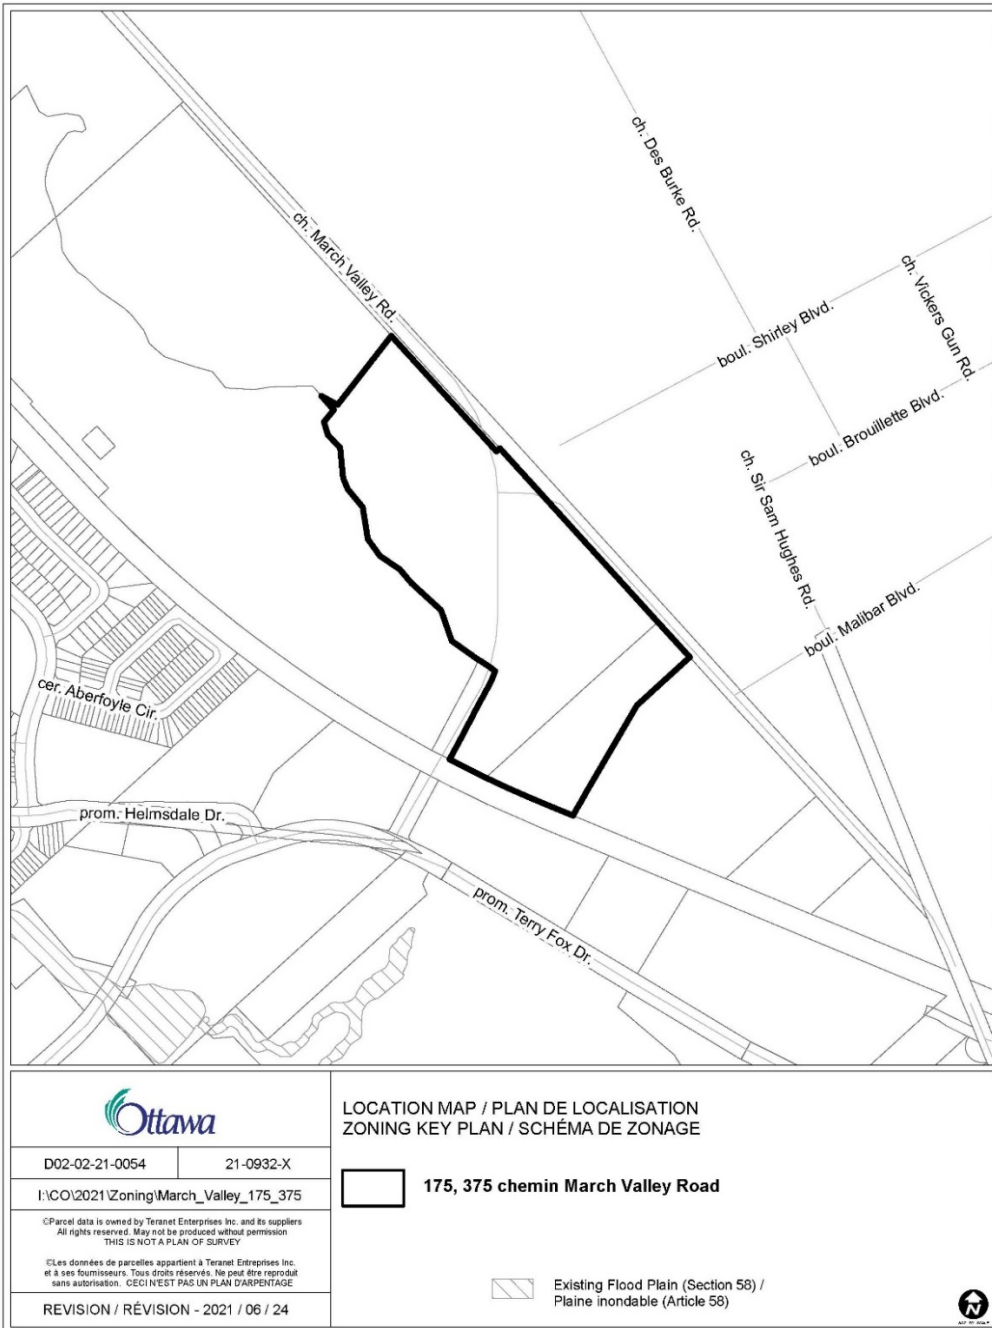 ch. Des Burke Rd.
ch. March Valley Rd.
ch. Vickers Gun Rd.
boul. Shirley Blvd.
boul. Brouillette Blvd.
ch. Sir Sam Hughes Rd.
boul. Malibar Blvd.
cer. Aberfoyle Cir.
prom. Helmsdale Dr.
prom. Terry Fox Dr.
Ottawa
D02-02-21-0054
21-0932-X
I:\CO\2021\Zoning\March_Valley_175_375
©Parcel data is owned by Teranet Enterprises Inc. and its suppliers
All rights reserved. May not be produced without permission
THIS IS NOT A PLAN OF SURVEY
©Les données de parcelles appartient à Teranet Entreprises Inc.
et à ses fournisseurs. Tous droits réservés. Ne peut être reproduit
sans autorisation. CECI N'EST PAS UN PLAN D'ARPENTAGE
REVISION / RÉVISION - 2021 / 06 / 24
LOCATION MAP / PLAN DE LOCALISATION
ZONING KEY PLAN / SCHÉMA DE ZONAGE
175, 375 chemin March Valley Road
Existing Flood Plain (Section 58) /
Plaine inondable (Article 58)
N